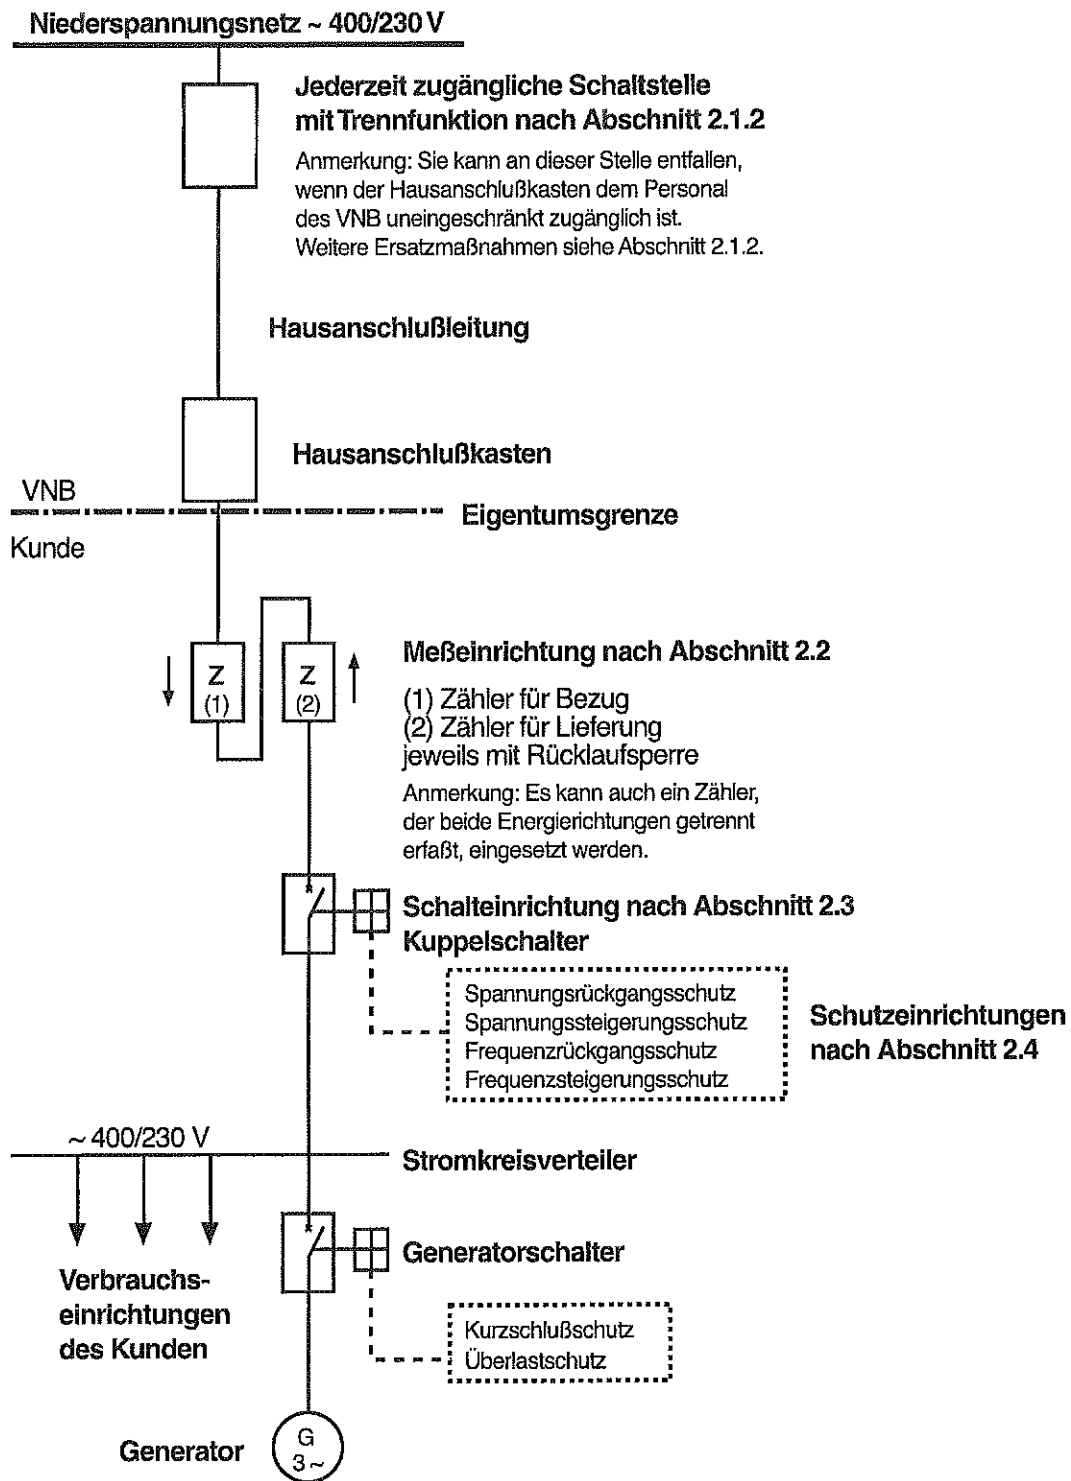 Niederspannungsnetz ~ 400/230 V
Jederzeit zugängliche Schaltstelle
mit Trennfunktion nach Abschnitt 2.1.2
Anmerkung: Sie kann an dieser Stelle entfallen,
wenn der Hausanschlußkasten dem Personal
des VNB uneingeschränkt zugänglich ist.
Weitere Ersatzmaßnahmen siehe Abschnitt 2.1.2.
Hausanschlußleitung
Hausanschlußkasten
VNB
Eigentumsgrenze
Kunde
Z
(1)
Z
(2)
Meßeinrichtung nach Abschnitt 2.2
(1) Zähler für Bezug
(2) Zähler für Lieferung
jeweils mit Rücklaufsperre
Anmerkung: Es kann auch ein Zähler,
der beide Energierichtungen getrennt
erfaßt, eingesetzt werden.
Schalteinrichtung nach Abschnitt 2.3
Kuppelschalter
Spannungsrückgangsschutz
Spannungssteigerungsschutz
Frequenzrückgangsschutz
Frequenzsteigerungsschutz
Schutzeinrichtungen
nach Abschnitt 2.4
~ 400/230 V
Stromkreisverteiler
Generatorschalter
Verbrauchs-
einrichtungen
des Kunden
Kurzschlußschutz
Überlastschutz
Generator
G
3 ~